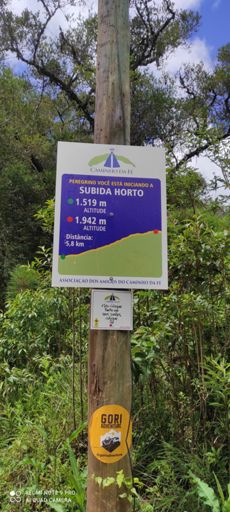 CAMINHO DA FÉ
PEREGRINO VOCÊ ESTÁ INICIANDO A
SUBIDA HORTO
1.519 m
ALTITUDE
1.942 m
ALTITUDE
Distância:
5,8 km
ASSOCIAÇÃO DOS AMIGOS DO CAMINHO DA FÉ
GORI
REDMI NOTE 9 PRO
AI QUAD CAMERA